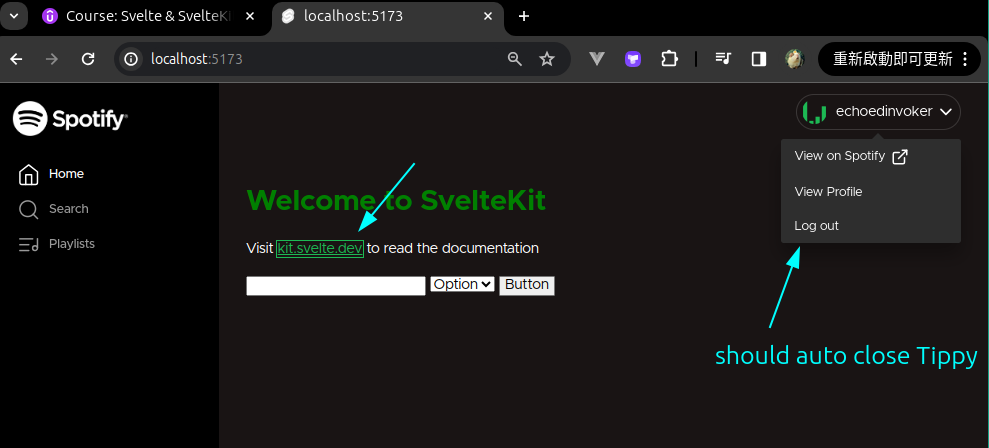 Course: Svelte & SvelteKi
localhost:5173
localhost:5173
重新啟動即可更新
Spotify
echoedinvoker
View on Spotify
View Profile
Log out
Home
Search
Playlists
Welcome to SvelteKit
Visit kit.svelte.dev to read the documentation
Option
Button
should auto close Tippy